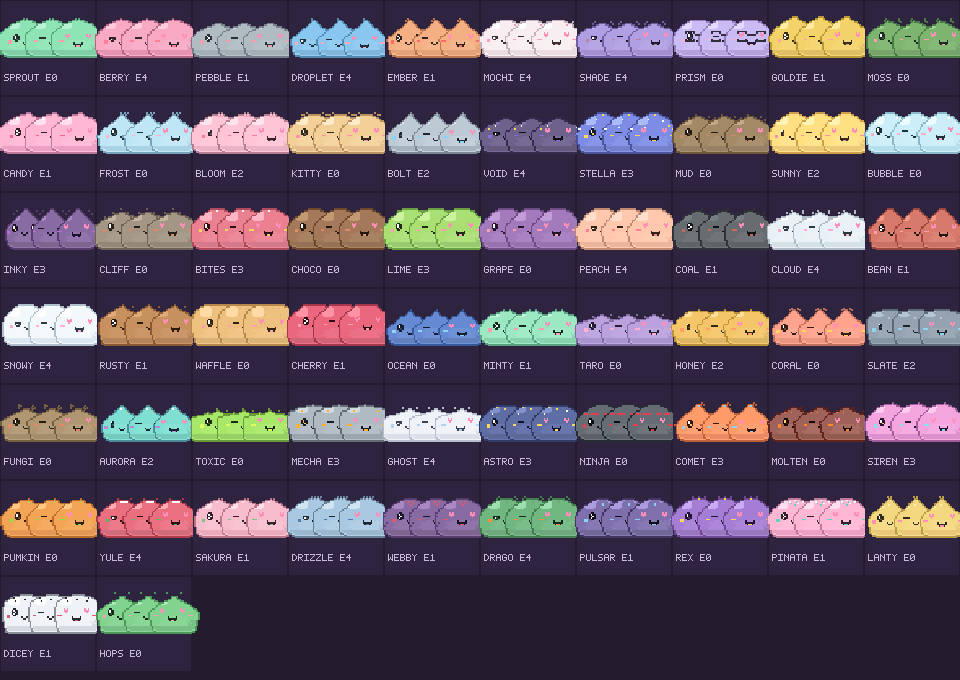 SPROUT E0 BERRY E4 PEBBLE E1 DROPLET E4 EMBER E1 MOCHI E4 SHADE E4 PRISM E0 GOLDIE E1 MOSS E0
CANDY E1 FROST E0 BLOOM E2 KITTY E0 BOLT E2 VOID E4 STELLA E3 MUD E0 SUNNY E2 BUBBLE E0
INKY E3 CLIFF E0 BITES E3 CHOCO E0 LIME E3 GRAPE E0 PEACH E4 COAL E1 CLOUD E4 BEAN E1
SNOWY E4 RUSTY E1 WAFFLE E0 CHERRY E1 OCEAN E0 MINTY E1 TARO E0 HONEY E2 CORAL E0 SLATE E2
FUNGI E0 AURORA E2 TOXIC E0 MECHA E3 GHOST E4 ASTRO E3 NINJA E0 COMET E3 MOLTEN E0 SIREN E3
PUMKIN E0 YULE E4 SAKURA E1 DRIZZLE E4 WEBBY E1 DRAGO E4 PULSAR E1 REX E0 PINATA E1 LANTY E0
DICEY E1 HOPS E0